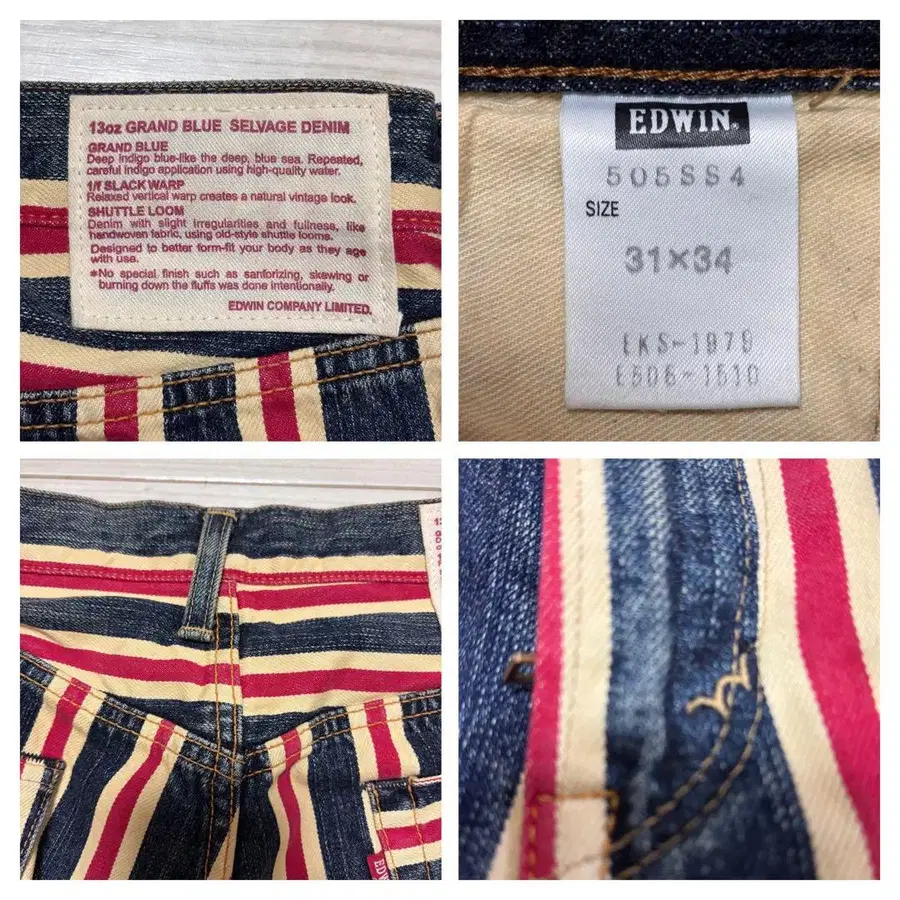 13oz GRAND BLUE SELVAGE DENIM
GRAND BLUE
Deep indigo blue-like the deep, blue sea. Repeated,
careful indigo application using high-quality water.
1/f SLACK WARP
Relaxed vertical warp creates a natural vintage look.
SHUTTLE LOOM
Denim with slight irregularities and fullness, like
handwoven fabric, using old-style shuttle looms.
Designed to better form-fit your body as they age
with use.
*No special finish such as sanforizing, skewing or
burning down the fluffs was done intentionally.
EDWIN COMPANY LIMITED.
EDWIN®
505SS4
SIZE
31×34
EKS-1979
E506-1510
EDWIN